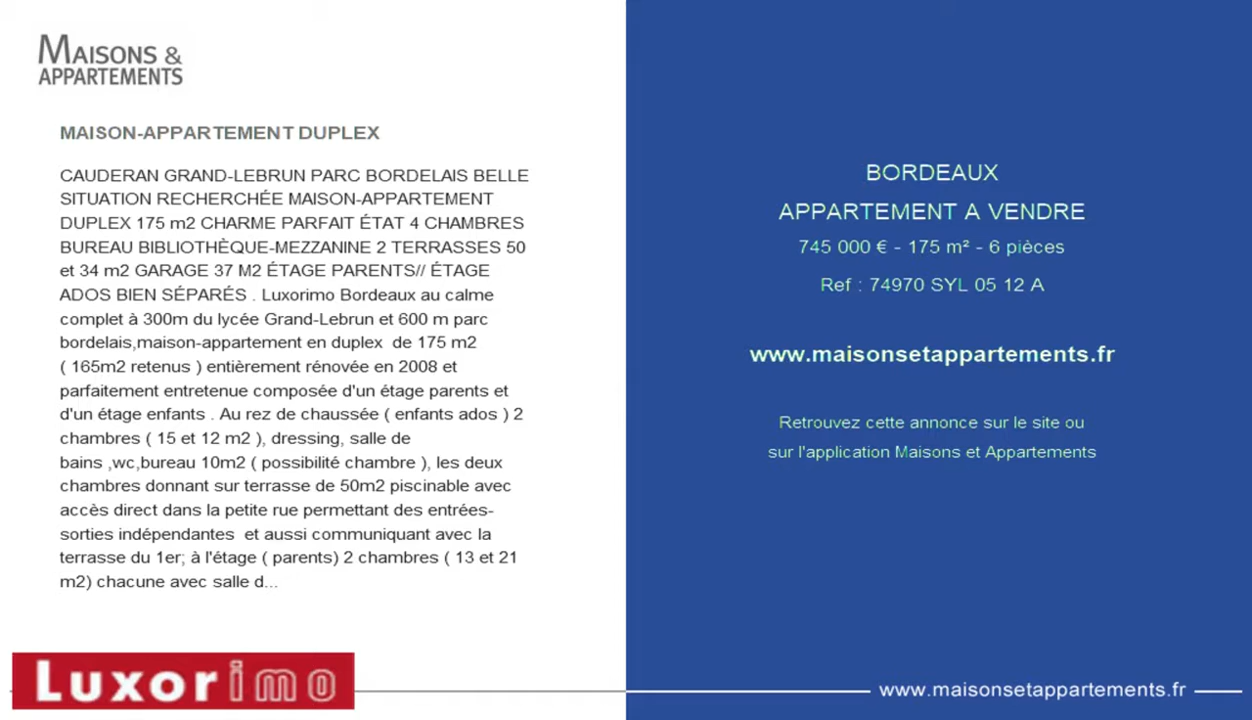 MAISONS &
APPARTEMENTS
MAISON-APPARTEMENT DUPLEX
CAUDERAN GRAND-LEBRUN PARC BORDELAIS BELLE
SITUATION RECHERCHÉE MAISON-APPARTEMENT
DUPLEX 175 m2 CHARME PARFAIT ÉTAT 4 CHAMBRES
BUREAU BIBLIOTHÈQUE-MEZZANINE 2 TERRASSES 50
et 34 m2 GARAGE 37 M2 ÉTAGE PARENTS// ÉTAGE
ADOS BIEN SÉPARÉS . Luxorimo Bordeaux au calme
complet à 300m du lycée Grand-Lebrun et 600 m parc
bordelais,maison-appartement en duplex  de 175 m2
( 165m2 retenus ) entièrement rénovée en 2008 et
parfaitement entretenue composée d'un étage parents et
d'un étage enfants . Au rez de chaussée ( enfants ados ) 2
chambres ( 15 et 12 m2 ), dressing, salle de
bains ,wc,bureau 10m2 ( possibilité chambre ), les deux
chambres donnant sur terrasse de 50m2 piscinable avec
accès direct dans la petite rue permettant des entrées-
sorties indépendantes  et aussi communiquant avec la
terrasse du 1er; à l'étage ( parents) 2 chambres ( 13 et 21
m2) chacune avec salle d...
Luxorimo
BORDEAUX
APPARTEMENT A VENDRE
745 000 € - 175 m² - 6 pièces
Ref : 74970 SYL 05 12 A
www.maisonsetappartements.fr
Retrouvez cette annonce sur le site ou
sur l'application Maisons et Appartements
www.maisonsetappartements.fr